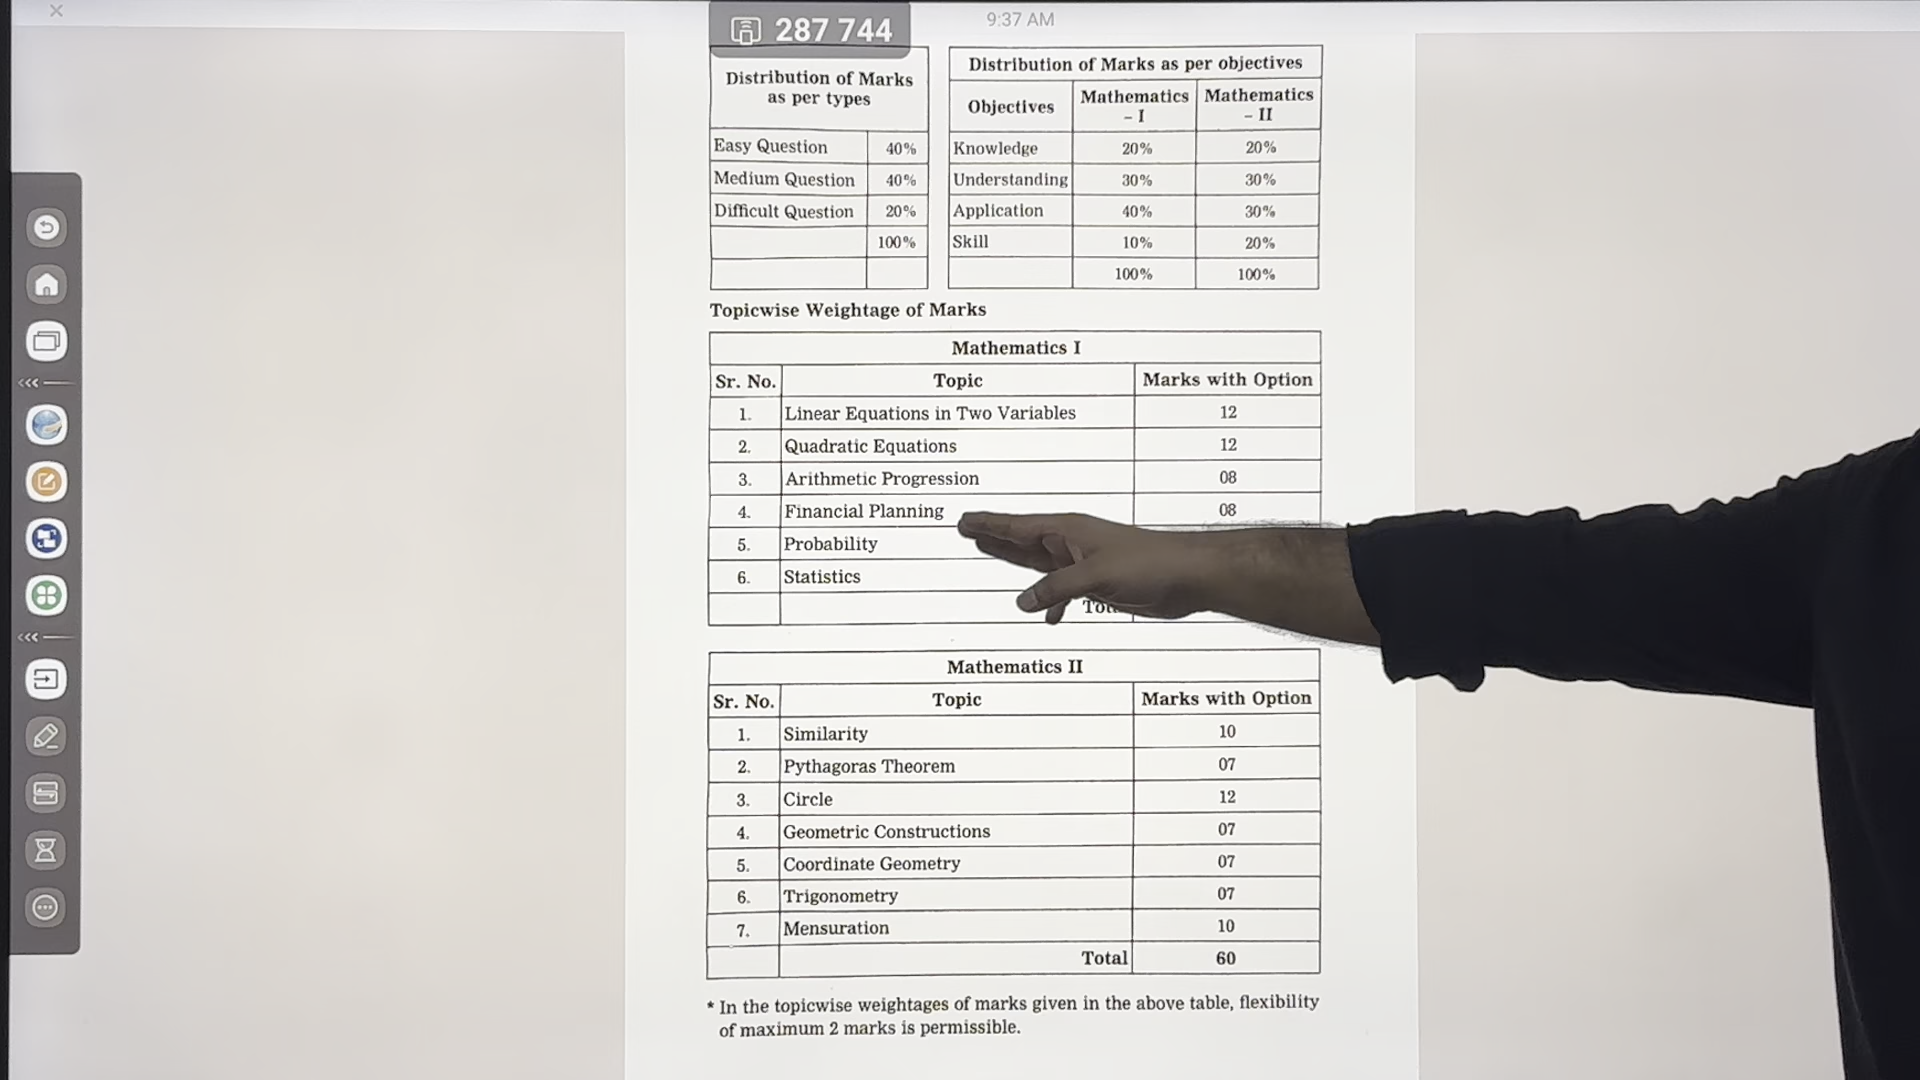 287 744
9:37 AM
Distribution of Marks
as per types
Easy Question 40%
Medium Question 40%
Difficult Question 20%
100%
Distribution of Marks as per objectives
Objectives Mathematics – I Mathematics – II
Knowledge 20% 20%
Understanding 30% 30%
Application 40% 30%
Skill 10% 20%
100% 100%
Topicwise Weightage of Marks
Mathematics I
Sr. No. Topic Marks with Option
1. Linear Equations in Two Variables 12
2. Quadratic Equations 12
3. Arithmetic Progression 08
4. Financial Planning 08
5. Probability
6. Statistics
Mathematics II
Sr. No. Topic Marks with Option
1. Similarity 10
2. Pythagoras Theorem 07
3. Circle 12
4. Geometric Constructions 07
5. Coordinate Geometry 07
6. Trigonometry 07
7. Mensuration 10
Total 60
* In the topicwise weightages of marks given in the above table, flexibility
of maximum 2 marks is permissible.